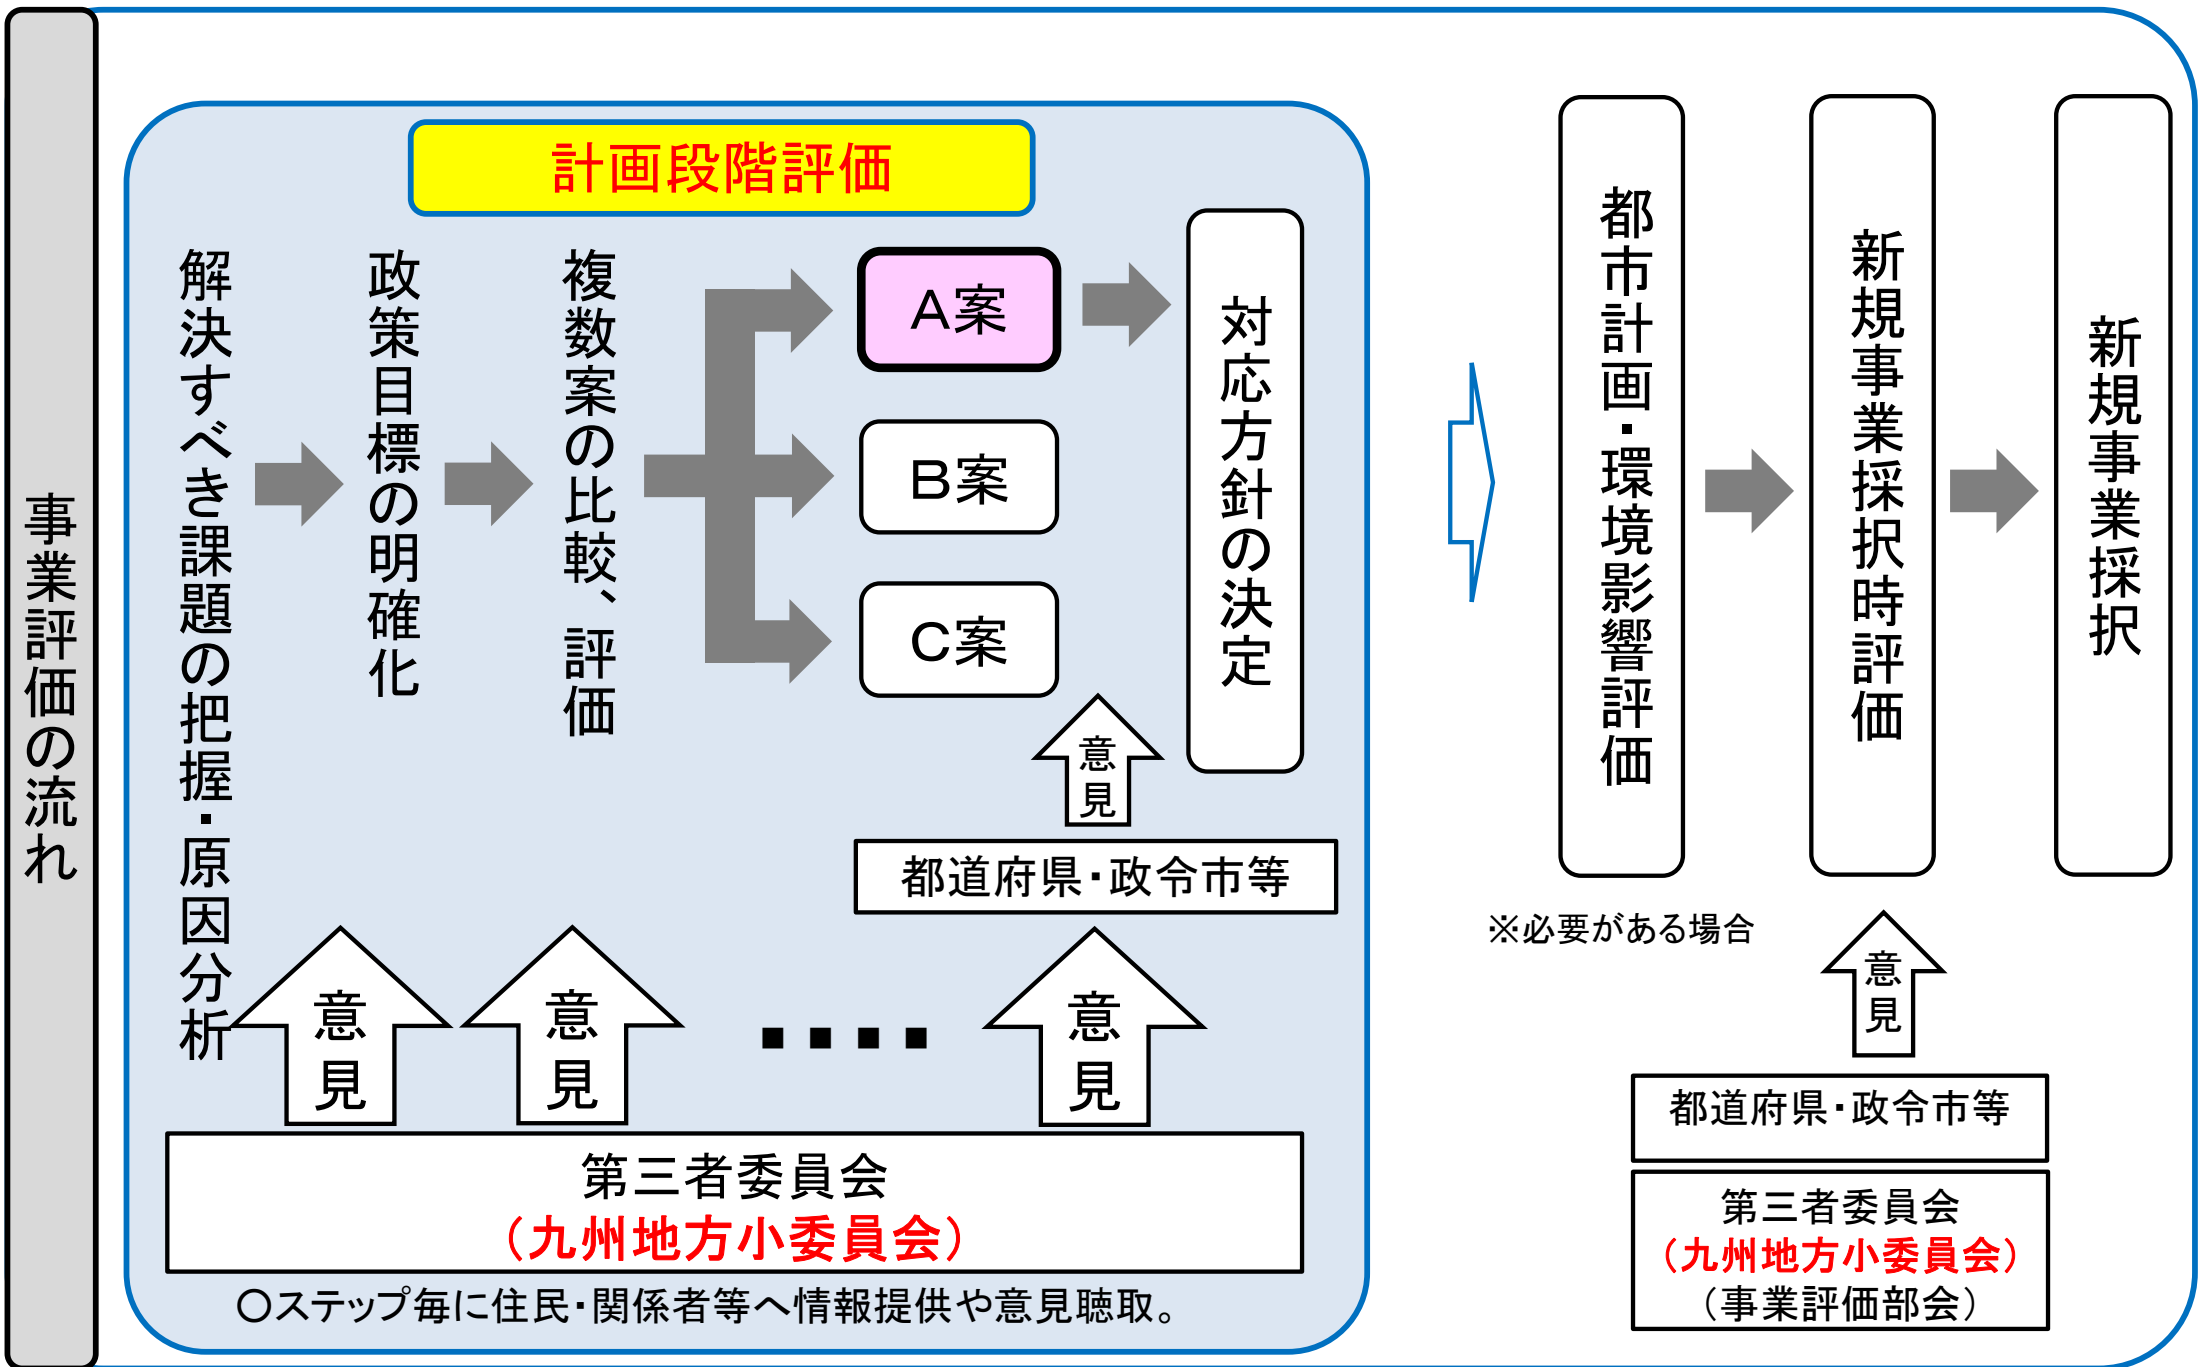 事業評価の流れ
計画段階評価
解決すべき課題の把握・原因分析
政策目標の明確化
複数案の比較、評価
A案
B案
C案
対応方針の決定
意見
都道府県・政令市等
意見
意見
・・・・
意見
第三者委員会
（九州地方小委員会）
〇ステップ毎に住民・関係者等へ情報提供や意見聴取。
都市計画・環境影響評価
※必要がある場合
新規事業採択時評価
新規事業採択
意見
都道府県・政令市等
第三者委員会
（九州地方小委員会）
（事業評価部会）